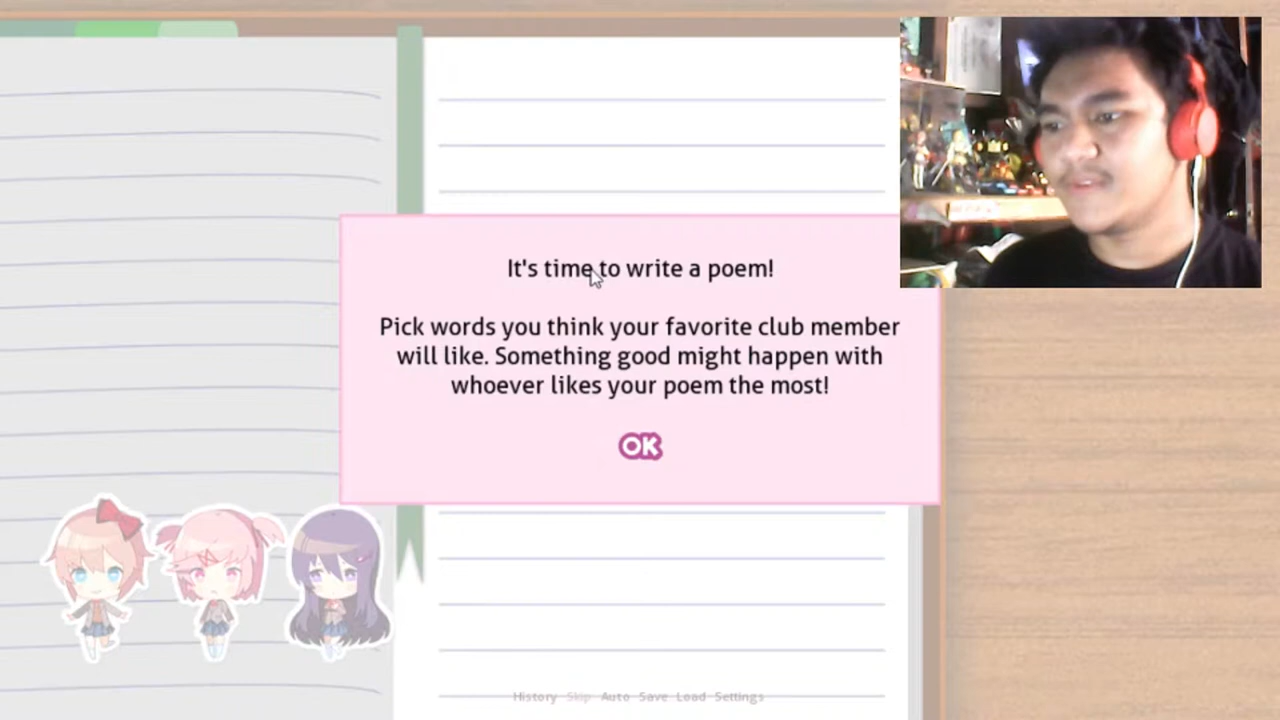 It's time to write a poem!
Pick words you think your favorite club member
will like. Something good might happen with
whoever likes your poem the most!
OK
History Skip Auto Save Load Settings